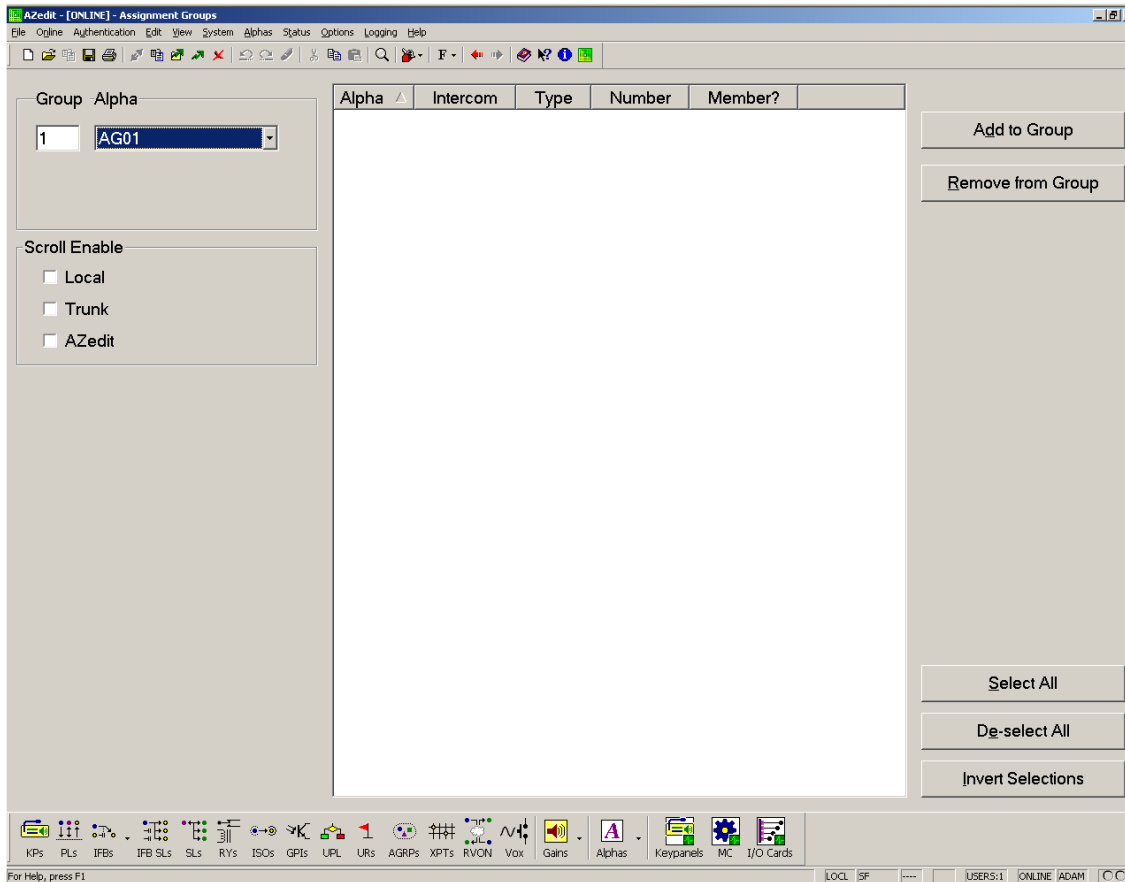 AZedit - [ONLINE] - Assignment Groups
File Online Authentication Edit View System Alphas Status Options Logging Help
F
Group Alpha
1 AG01
Scroll Enable
Local
Trunk
AZedit
Alpha Intercom Type Number Member?
Add to Group
Remove from Group
Select All
De-select All
Invert Selections
KPs PLs IFBs IFB SLs SLs RYs ISOs GPIs UPL URs AGRPs XPTs RVON Vox Gains Alphas Keypanels MC I/O Cards
For Help, press F1 LOCL SF ---- USERS:1 ONLINE ADAM